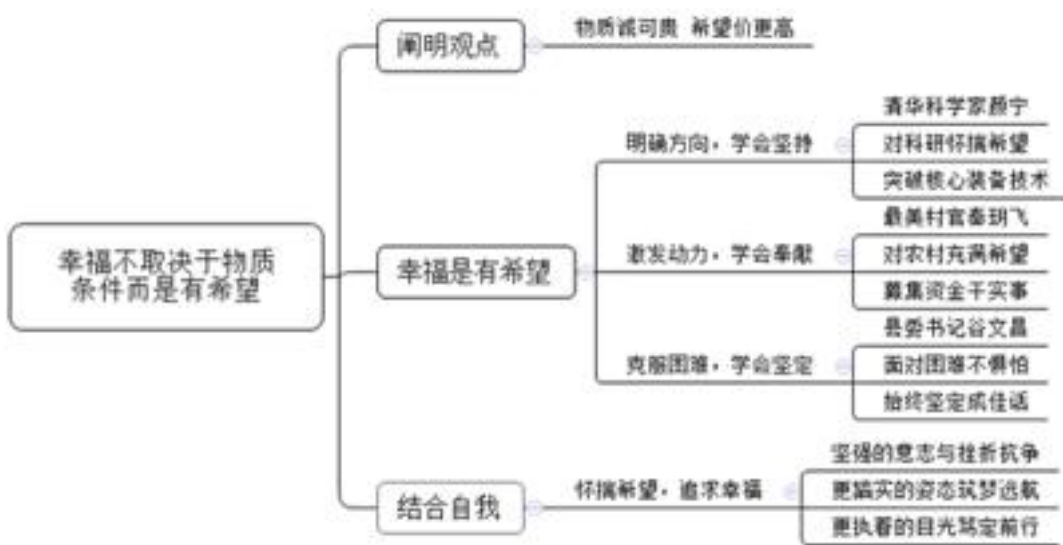 阐明观点
物质诚可贵 希望价更高
清华科学家颜宁
明确方向，学会坚持
对科研怀揣希望
突破核心装备技术
最美村官秦玥飞
幸福不取决于物质
条件而是有希望
幸福是有希望
激发动力，学会奉献
对农村充满希望
募集资金干实事
县委书记谷文昌
克服困难，学会坚定
面对困难不惧怕
始终坚定成佳话
坚强的意志与挫折抗争
结合自我
怀揣希望，追求幸福
更踏实的姿态筑梦远航
更执着的目光笃定前行